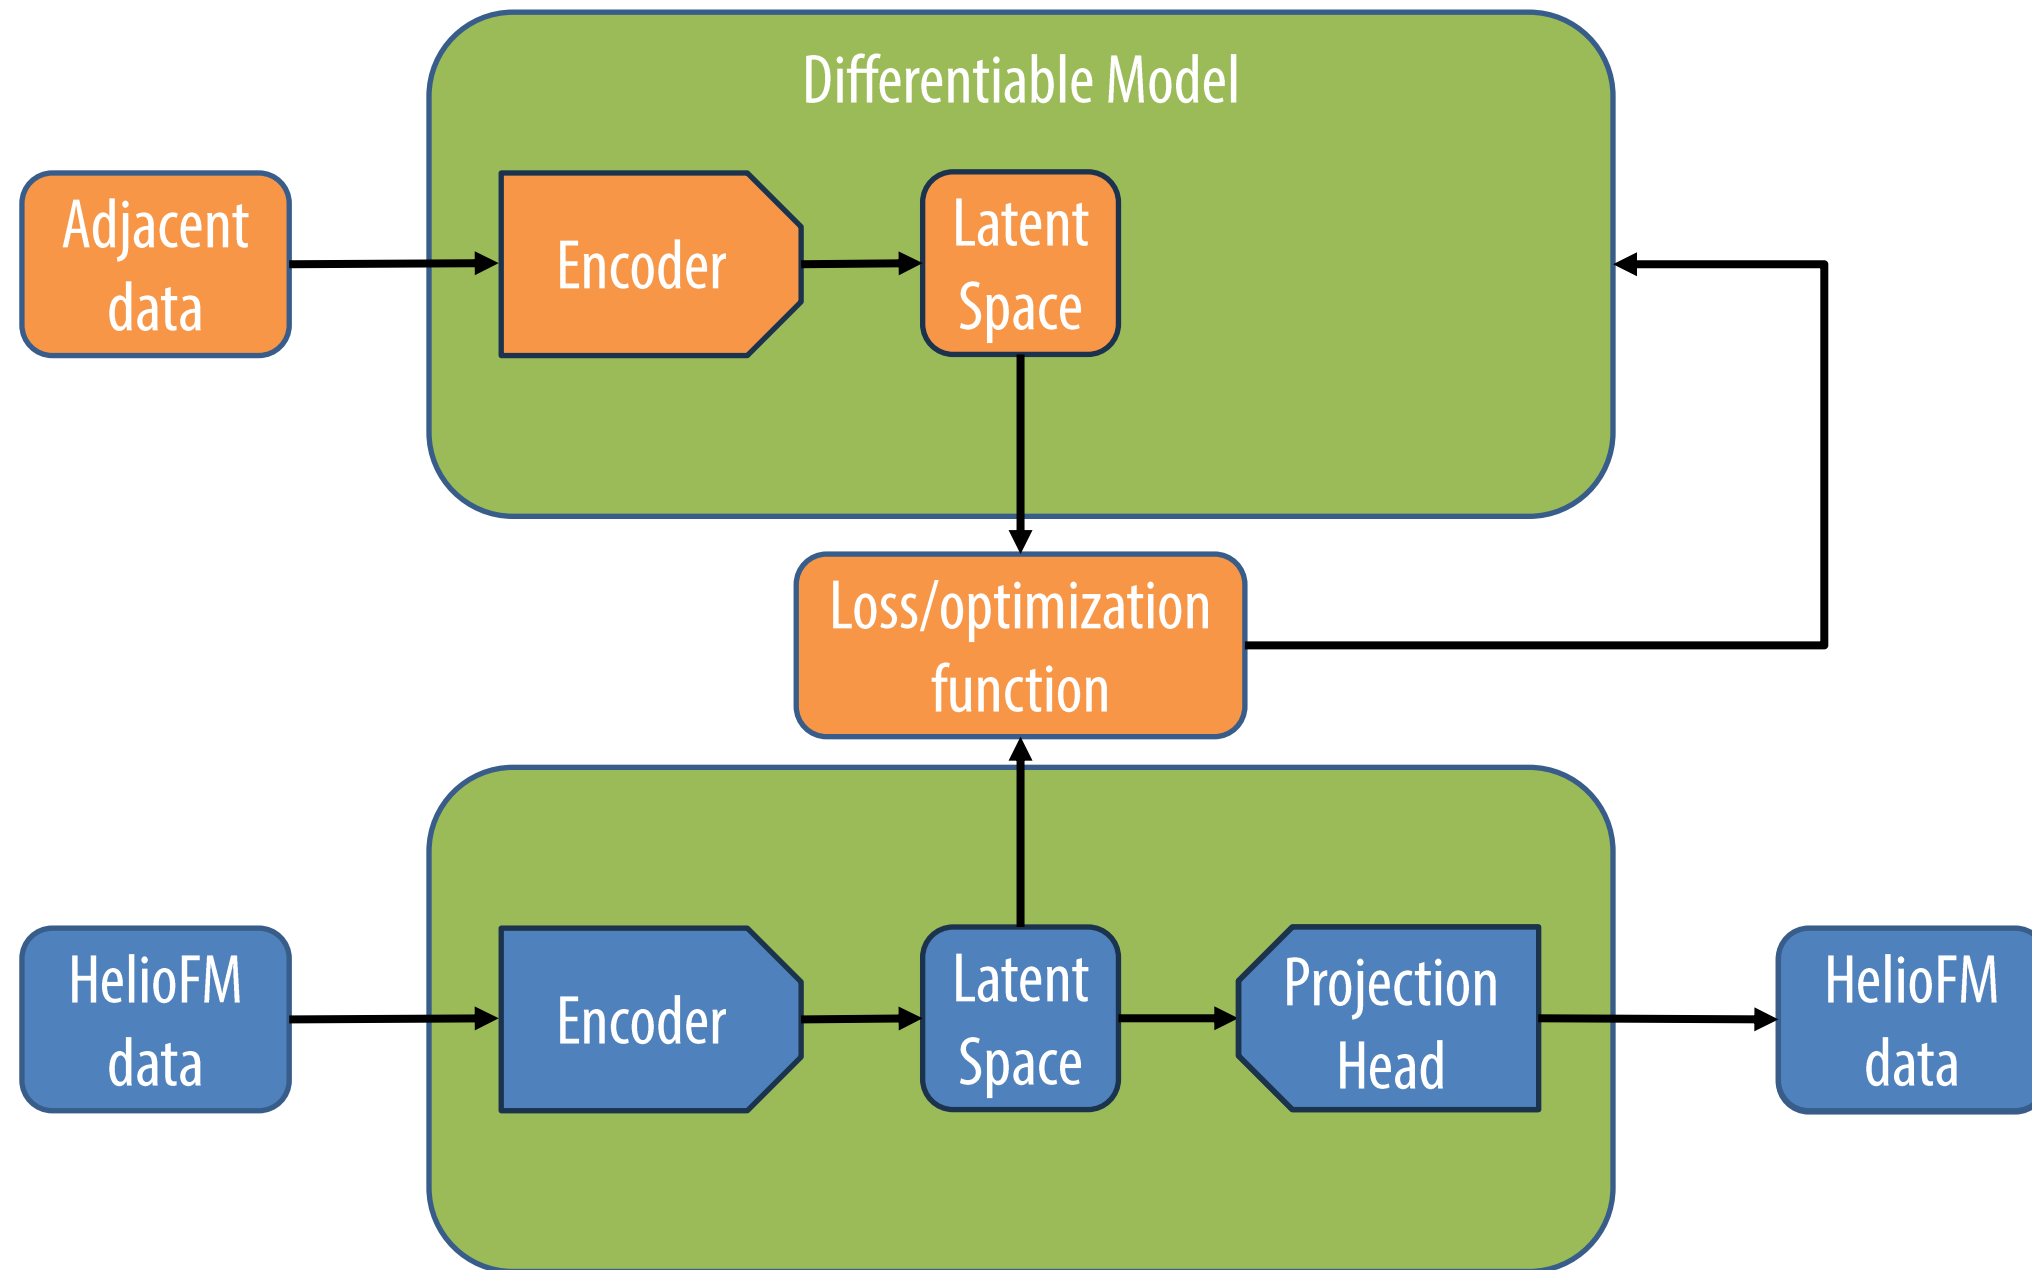 Differentiable Model
Adjacent
data
Encoder
Latent
Space
Loss/optimization
function
HelioFM
data
Encoder
Latent
Space
Projection
Head
HelioFM
data